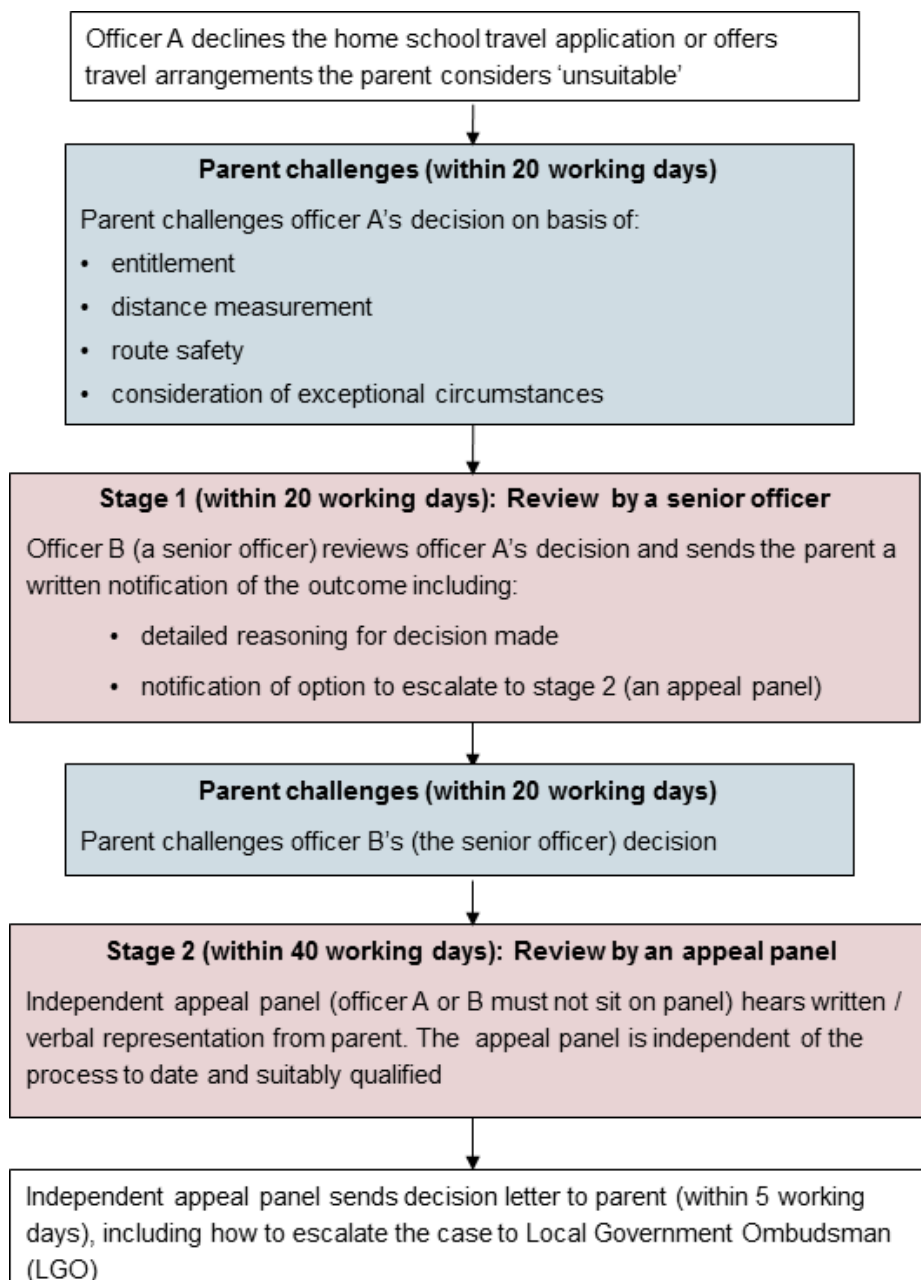 Officer A declines the home school travel application or offers
travel arrangements the parent considers ‘unsuitable’
Parent challenges (within 20 working days)
Parent challenges officer A’s decision on basis of:
• entitlement
• distance measurement
• route safety
• consideration of exceptional circumstances
Stage 1 (within 20 working days): Review by a senior officer
Officer B (a senior officer) reviews officer A’s decision and sends the parent a
written notification of the outcome including:
• detailed reasoning for decision made
• notification of option to escalate to stage 2 (an appeal panel)
Parent challenges (within 20 working days)
Parent challenges officer B’s (the senior officer) decision
Stage 2 (within 40 working days): Review by an appeal panel
Independent appeal panel (officer A or B must not sit on panel) hears written /
verbal representation from parent. The appeal panel is independent of the
process to date and suitably qualified
Independent appeal panel sends decision letter to parent (within 5 working
days), including how to escalate the case to Local Government Ombudsman
(LGO)